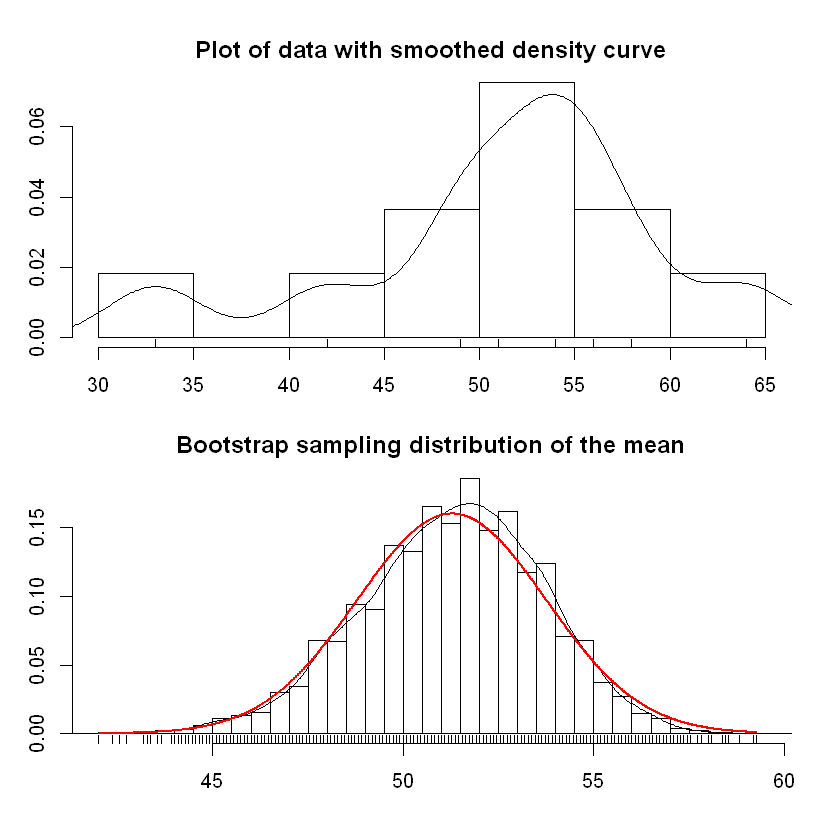 Plot of data with smoothed density curve
0.06
0.04
0.02
0.00
30 35 40 45 50 55 60 65
Bootstrap sampling distribution of the mean
0.15
0.10
0.05
0.00
45 50 55 60